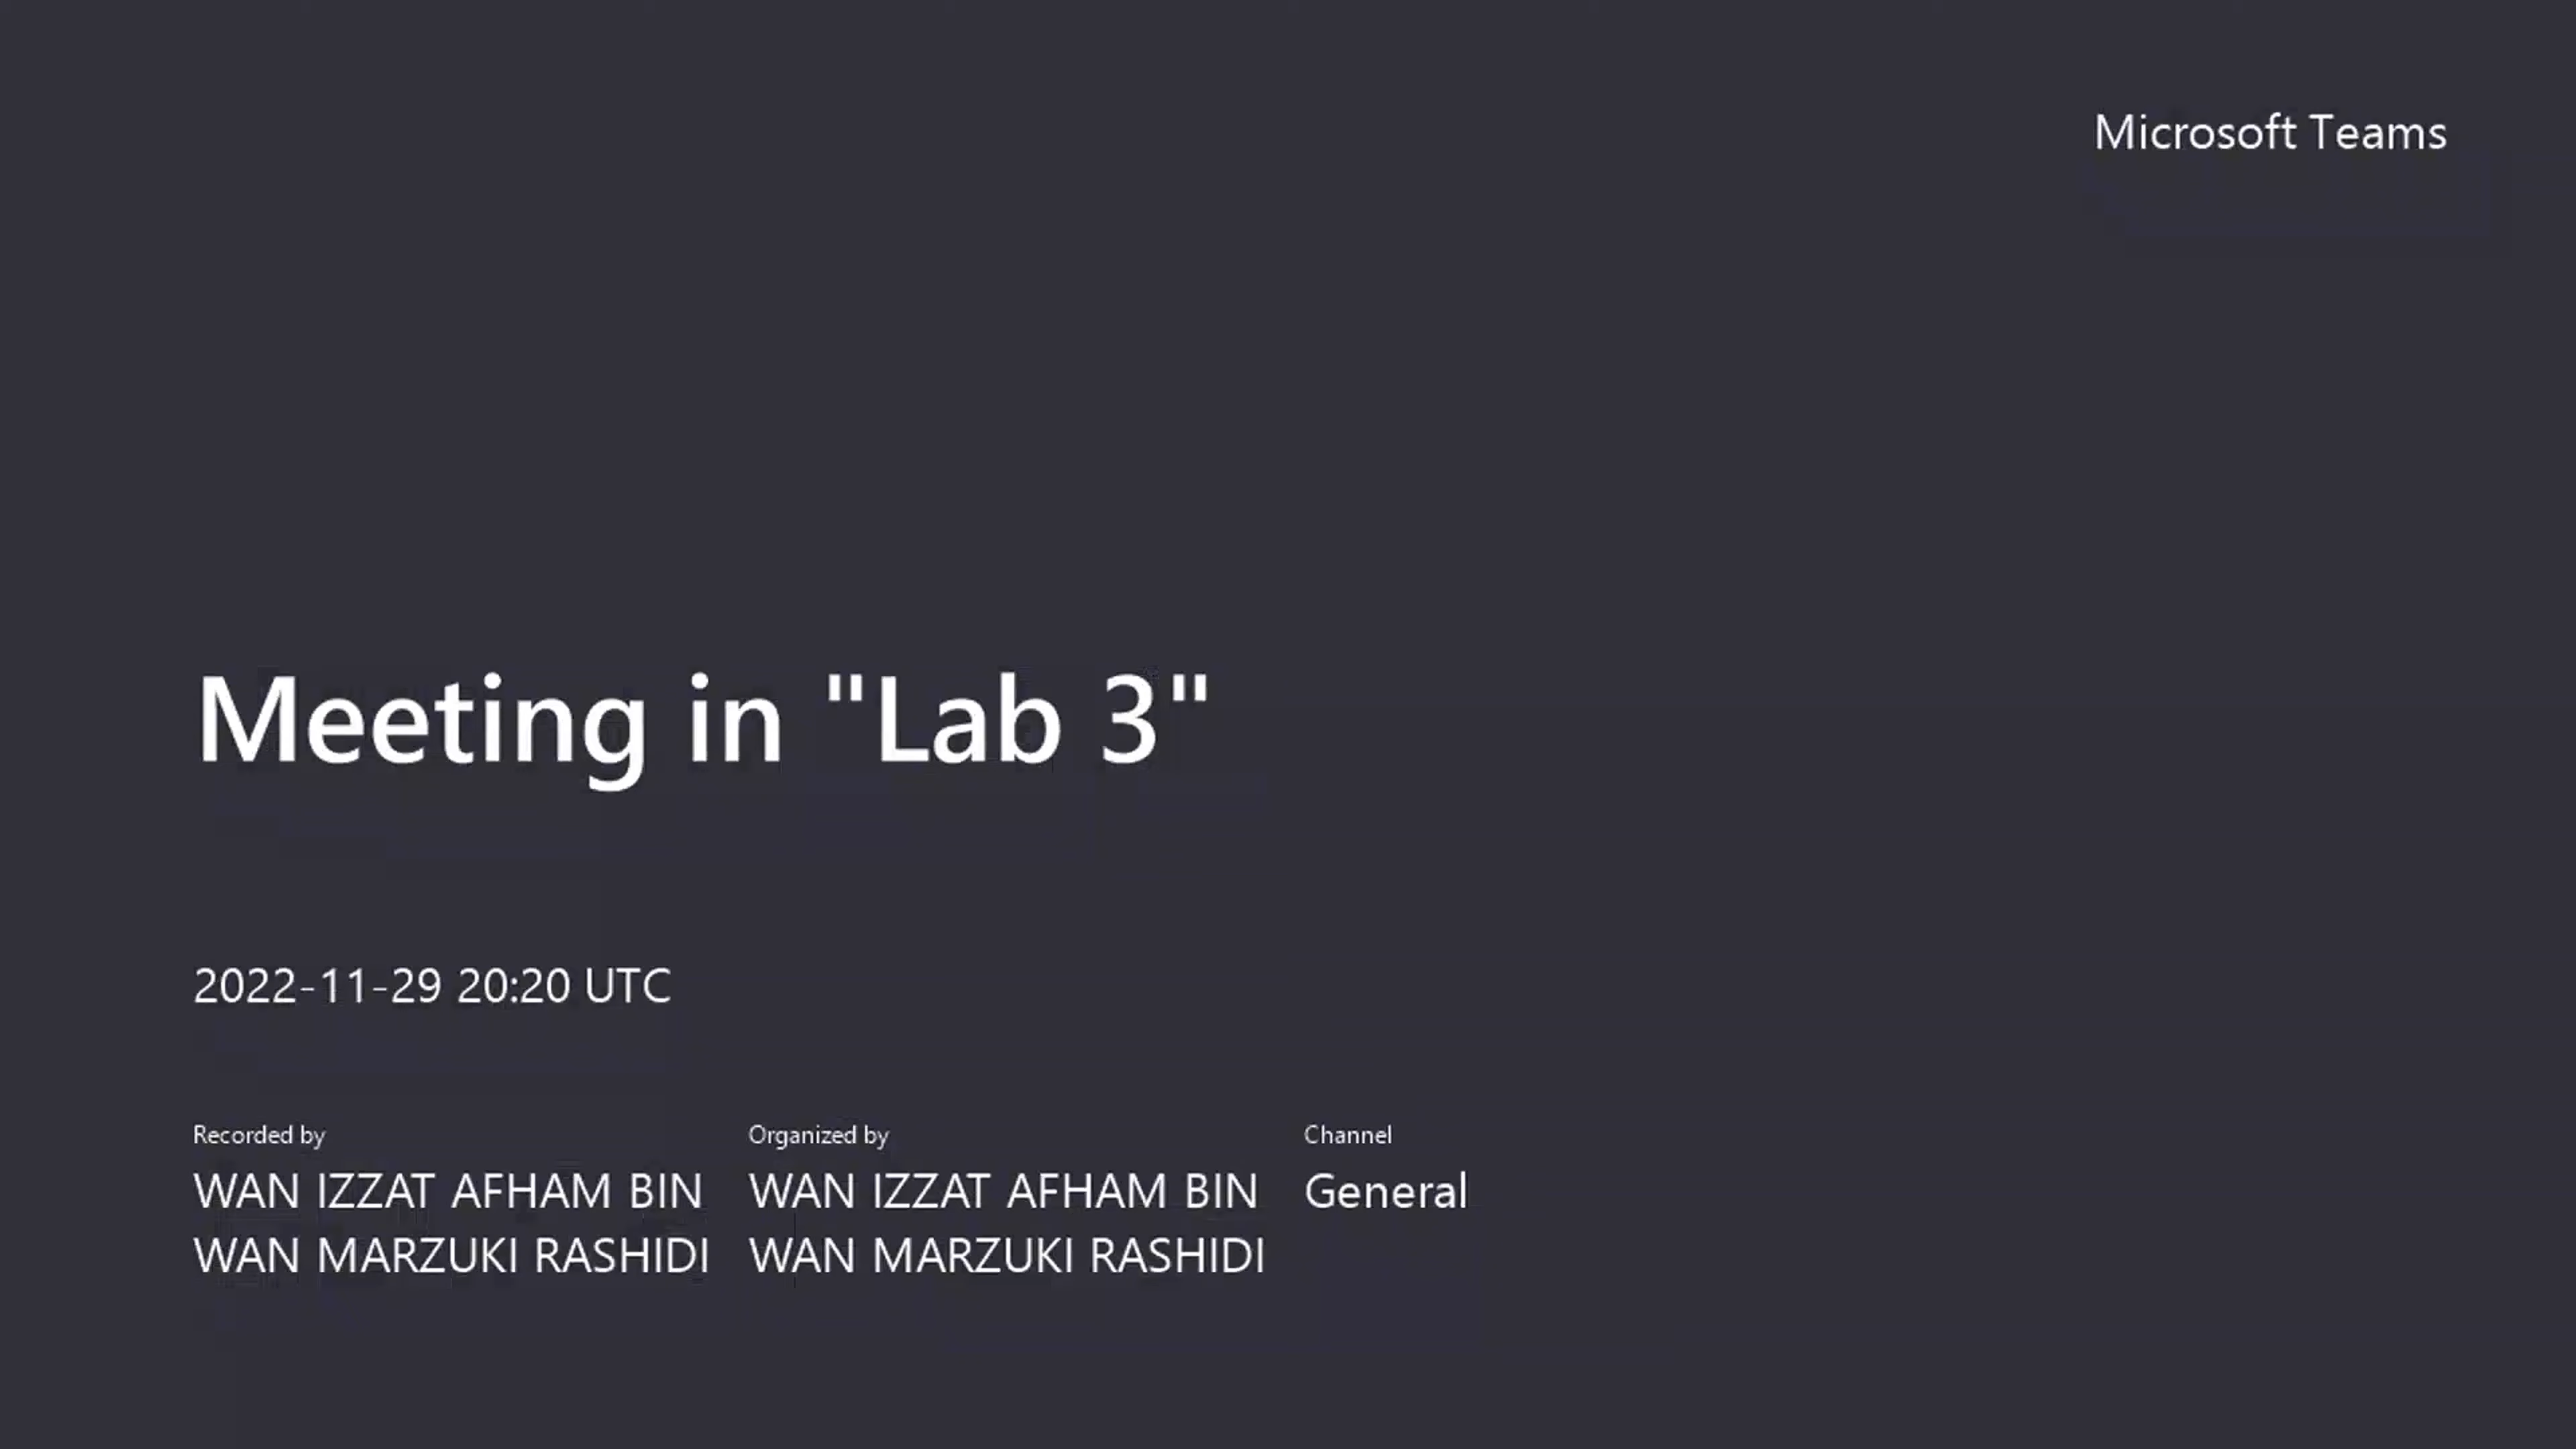 Microsoft Teams
Meeting in "Lab 3"
2022-11-29 20:20 UTC
Recorded by
WAN IZZAT AFHAM BIN
WAN MARZUKI RASHIDI
Organized by
WAN IZZAT AFHAM BIN
WAN MARZUKI RASHIDI
Channel
General